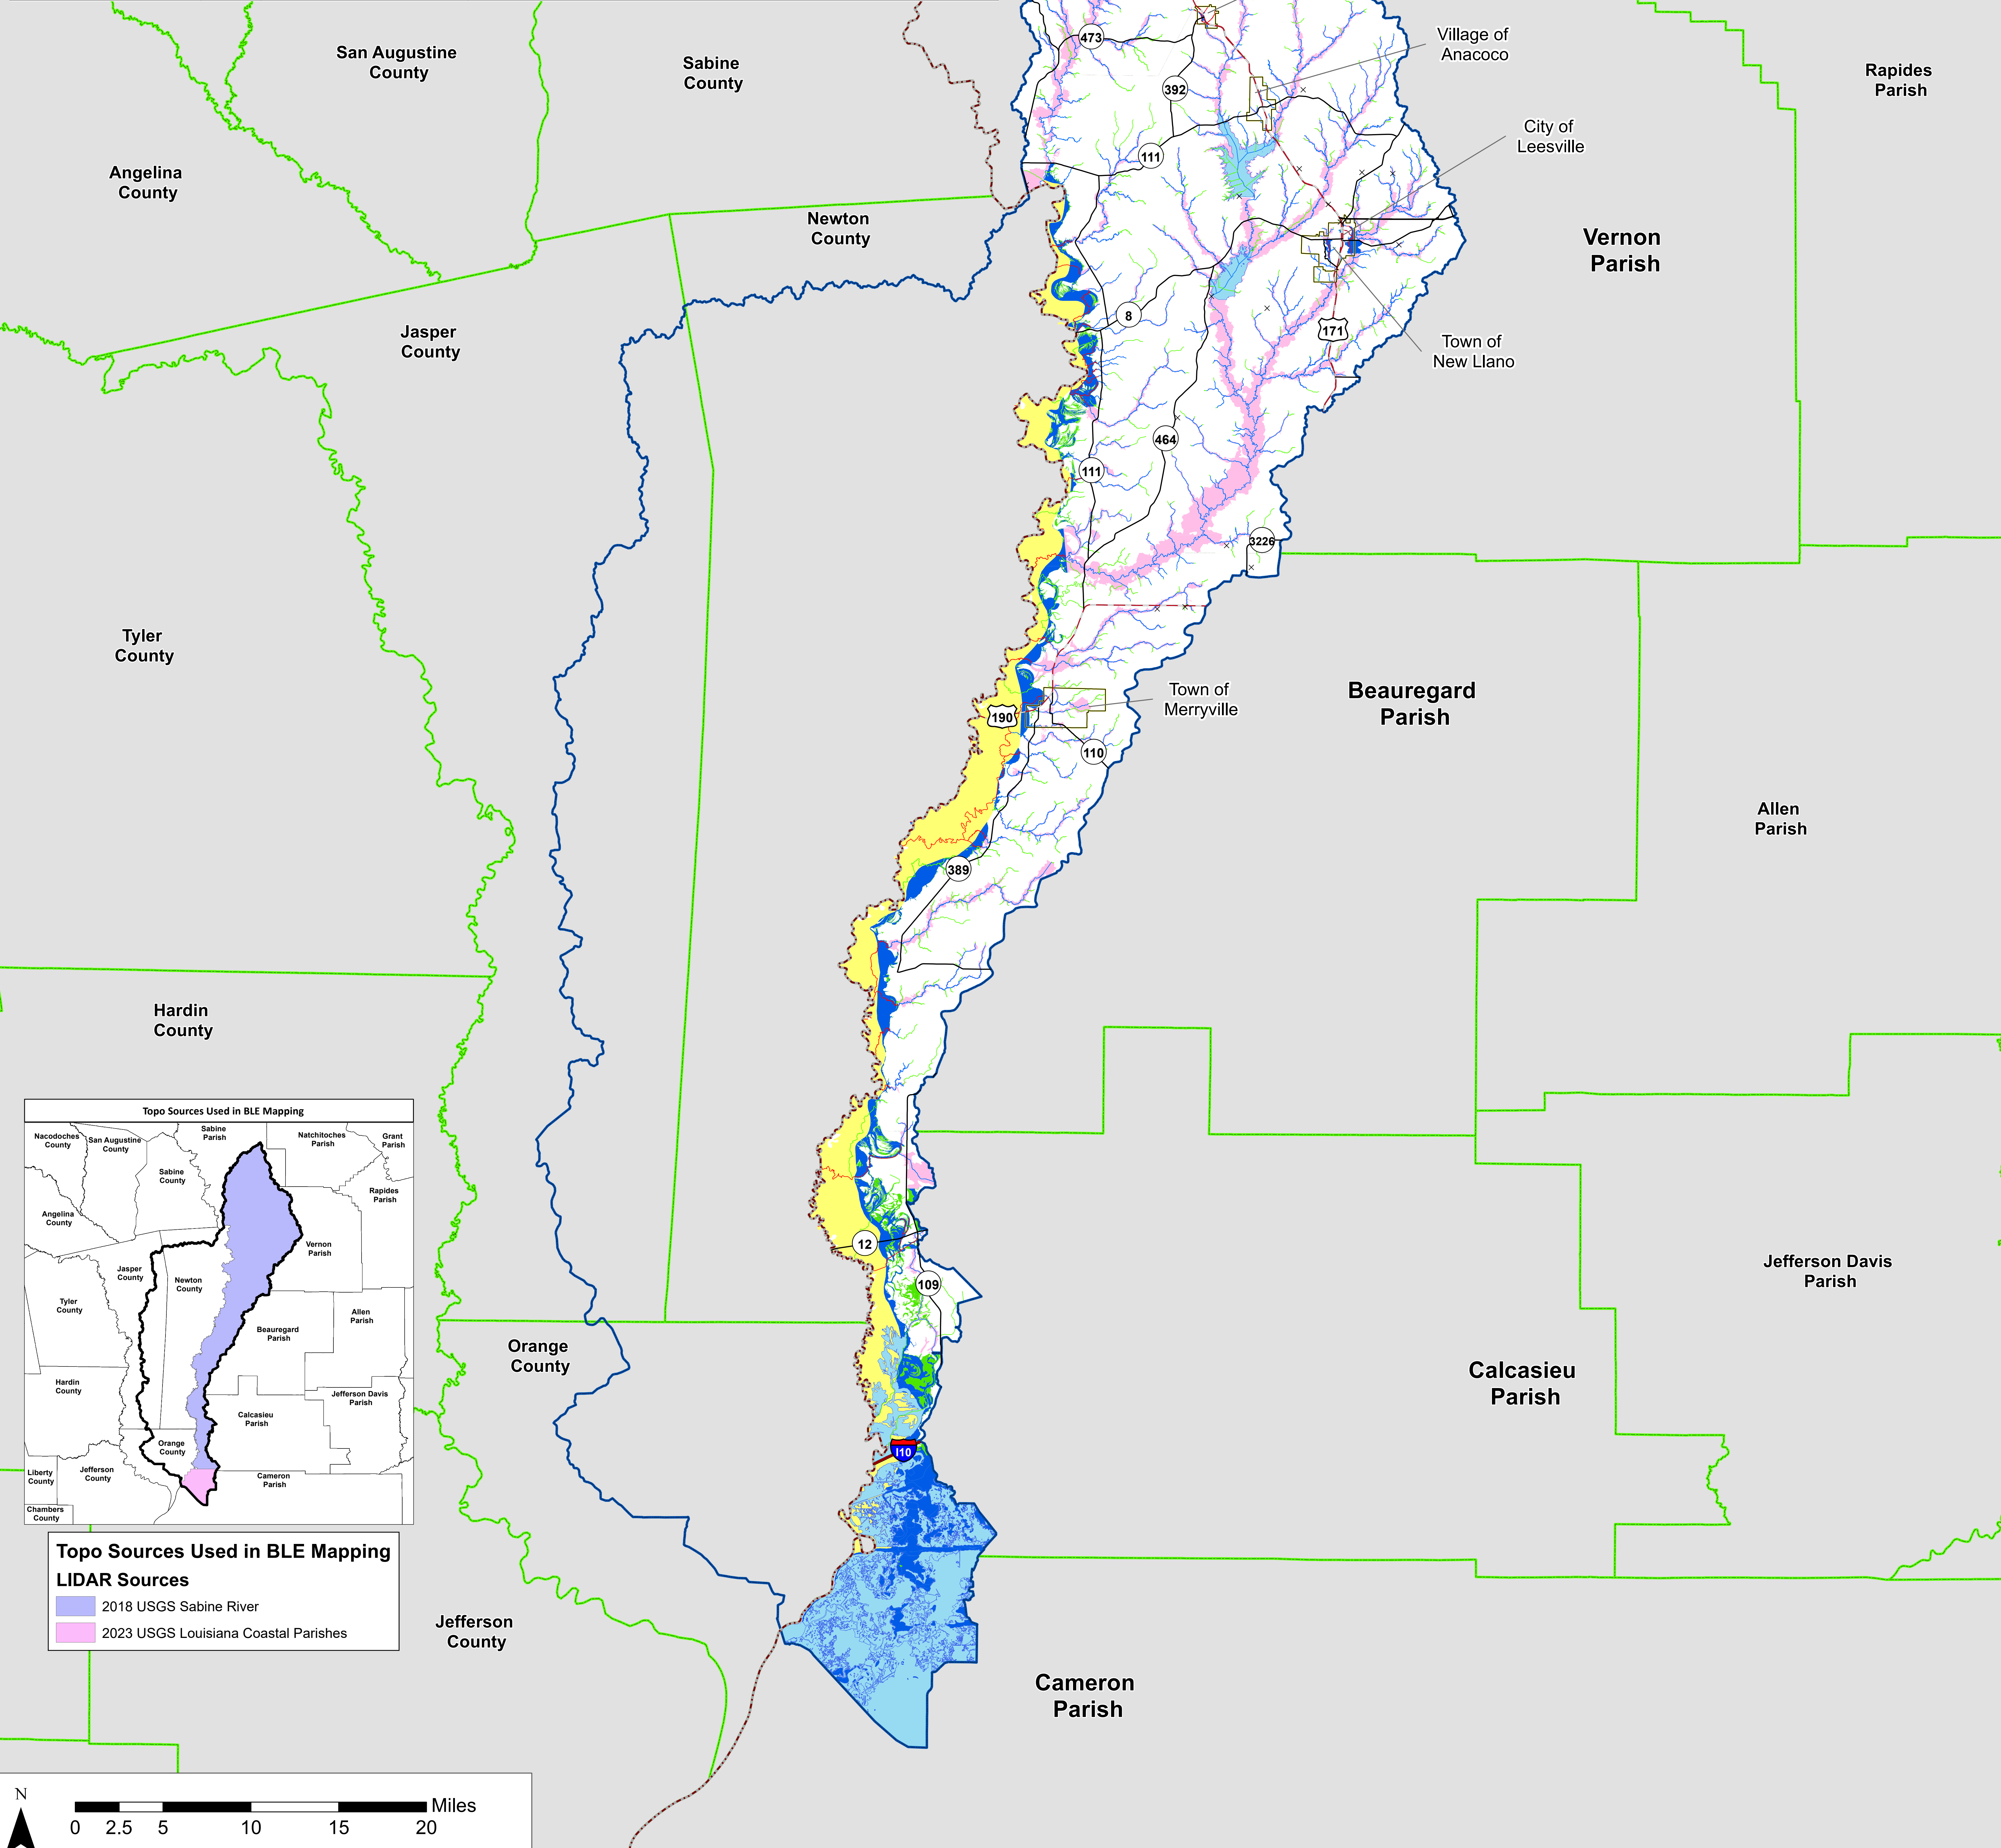 473
Village of
Anacoco
San Augustine
County
Sabine
County
Rapides
Parish
392
City of
Leesville
111
Angelina
County
Newton
County
Vernon
Parish
8
171
Jasper
County
Town of
New Llano
464
111
3226
Tyler
County
Town of
Merryville
Beauregard
Parish
190
110
Allen
Parish
389
Hardin
County
12
109
Jefferson Davis
Parish
Orange
County
Calcasieu
Parish
I10
Jefferson
County
Cameron
Parish
Topo Sources Used in BLE Mapping
Nacodoches
County
San Augustine
County
Sabine
Parish
Natchitoches
Parish
Grant
Parish
Sabine
County
Rapides
Parish
Angelina
County
Vernon
Parish
Jasper
County
Newton
County
Tyler
County
Allen
Parish
Beauregard
Parish
Hardin
County
Jefferson Davis
Parish
Calcasieu
Parish
Orange
County
Liberty
County
Jefferson
County
Cameron
Parish
Chambers
County
Topo Sources Used in BLE Mapping
LIDAR Sources
2018 USGS Sabine River
2023 USGS Louisiana Coastal Parishes
N
Miles
0 2.5 5 10 15 20